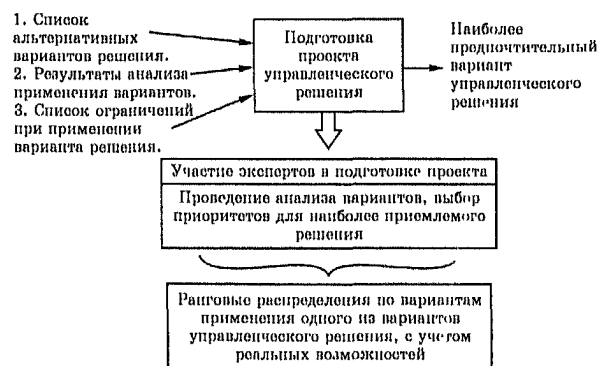 1. Список
альтернативных
вариантов решения.
2. Результаты анализа
применения вариантов.
3. Список ограничений
при применении
варианта решения.
Подготовка
проекта
управленческого
решения
Наиболее
предпочтительный
вариант
управленческого
решения
Участие экспертов в подготовке проекта
Проведение анализа вариантов, выбор
приоритетов для наиболее приемлемого
решения
Ранговые распределения по вариантам
применения одного из вариантов
управленческого решения, с учетом
реальных возможностей